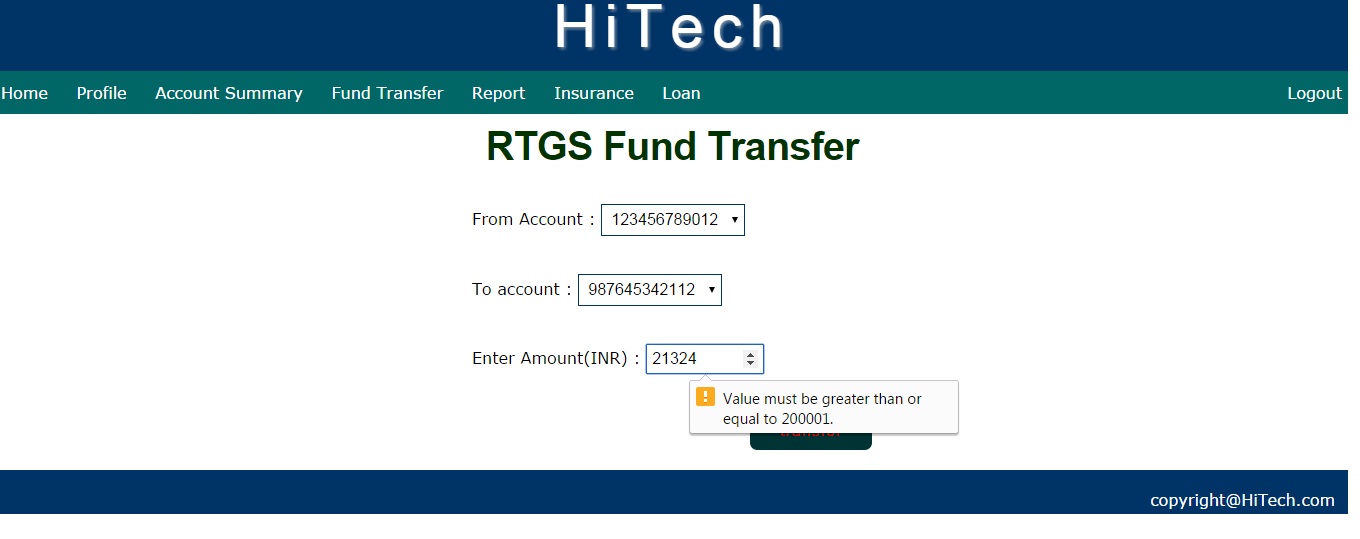 HiTech
Home Profile Account Summary Fund Transfer Report Insurance Loan Logout
RTGS Fund Transfer
From Account : 123456789012
To account : 987645342112
Enter Amount(INR) : 21324
Value must be greater than or
equal to 200001.
transfer
copyright@HiTech.com